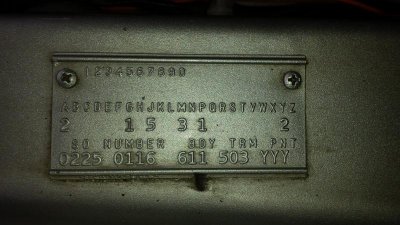 1234567890
ABCDEFGHJKLMNPQRSTVWXYZ
2 1 5 3 1 2
SO NUMBER BDY TRM PNT
0225 0116 611 503 YYY